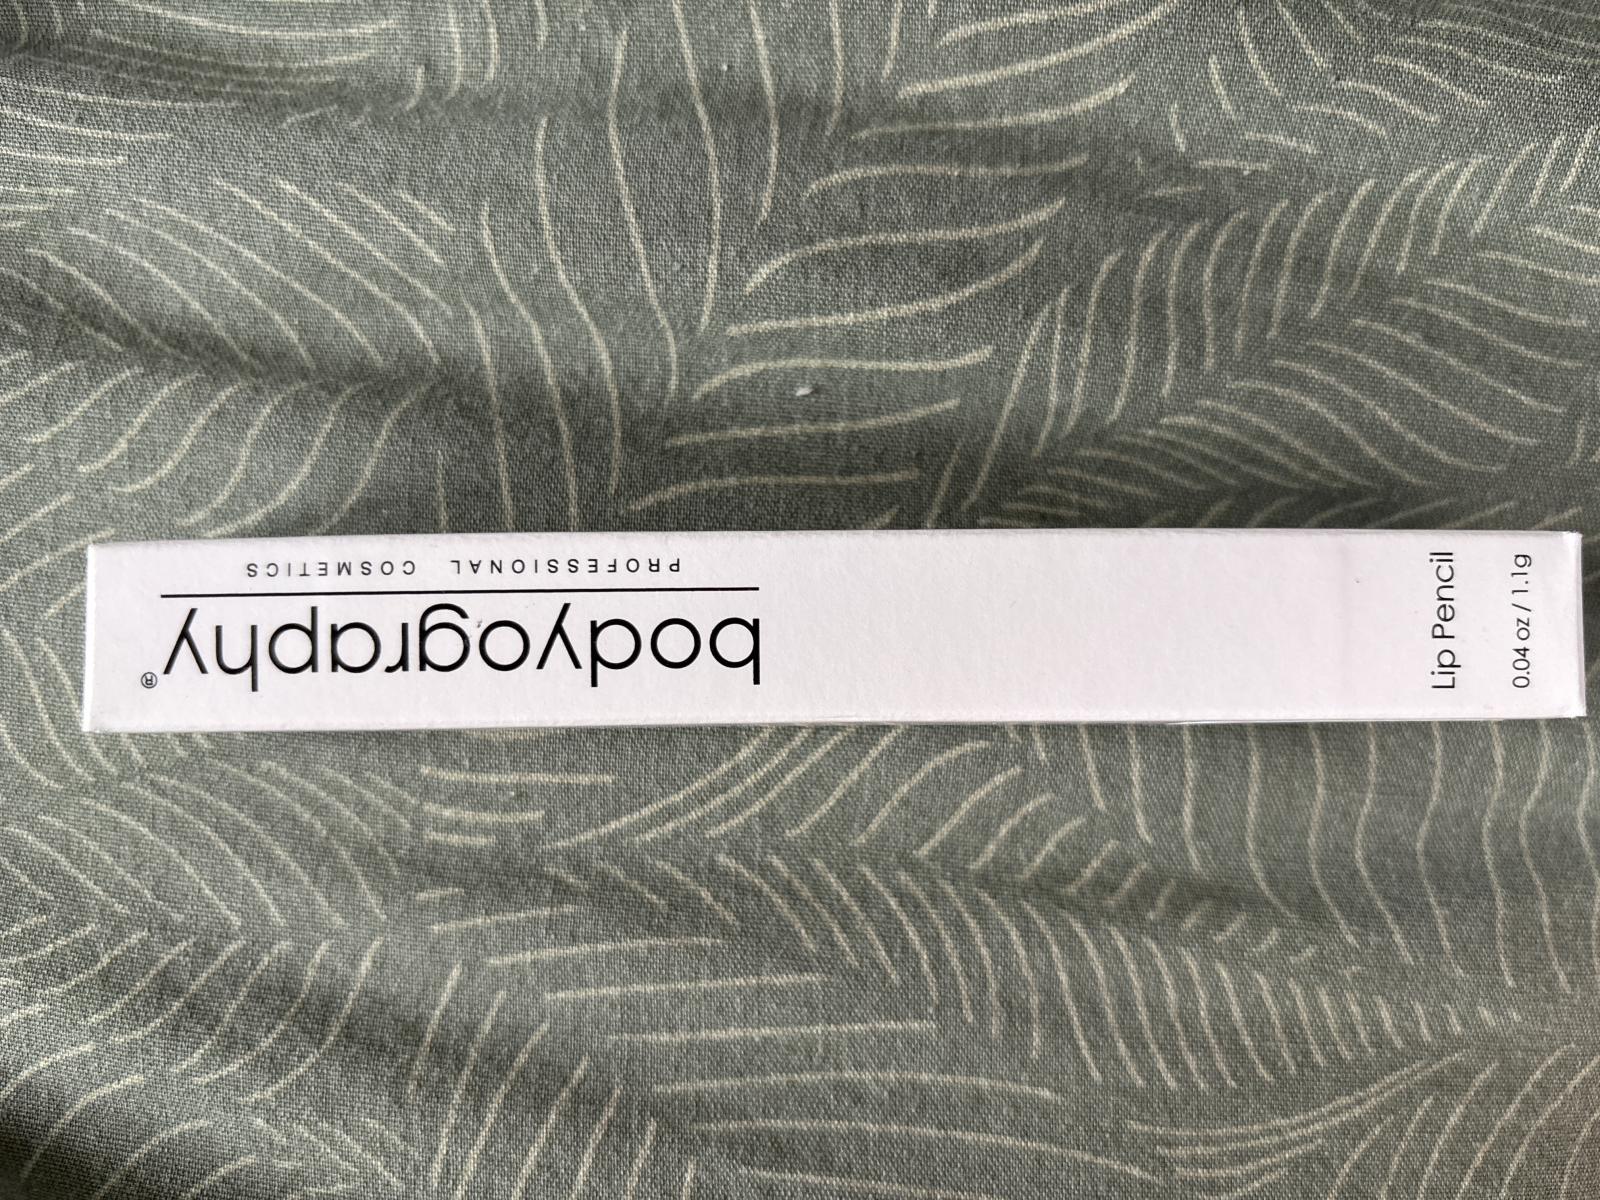 bodyography®
PROFESSIONAL COSMETICS
Lip Pencil
0.04 oz / 1.1g